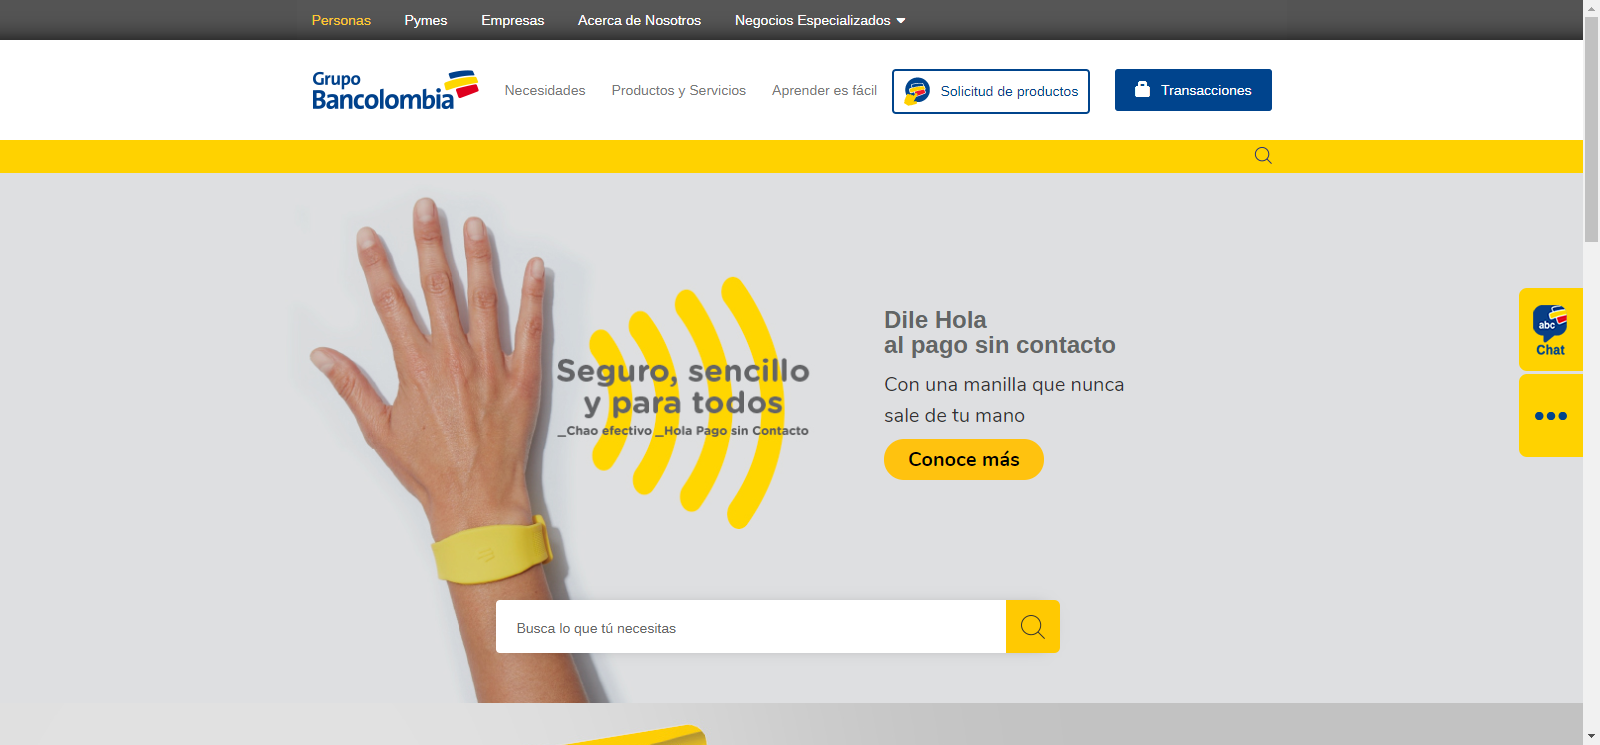 Personas Pymes Empresas Acerca de Nosotros Negocios Especializados
Grupo
Bancolombia
Necesidades Productos y Servicios Aprender es fácil Solicitud de productos Transacciones
Seguro, sencillo
y para todos
_Chao efectivo _Hola Pago sin Contacto
Dile Hola
al pago sin contacto
Con una manilla que nunca
sale de tu mano
Conoce más
abc
Chat
Busca lo que tú necesitas